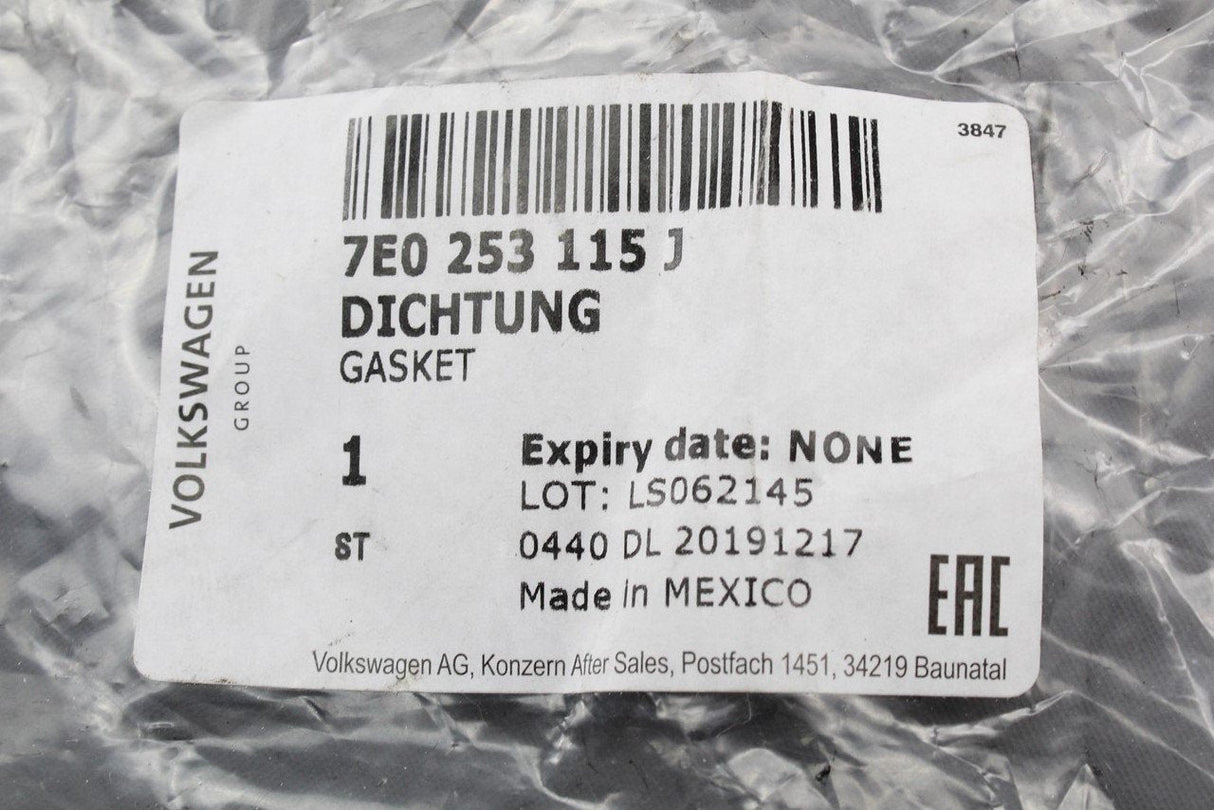 3847
7E0 253 115 J
DICHTUNG
GASKET
VOLKSWAGEN
GROUP
1
Expiry date: NONE
LOT: LS062145
ST
0440 DL 20191217
Made in MEXICO
EAC
Volkswagen AG, Konzern After Sales, Postfach 1451, 34219 Baunatal